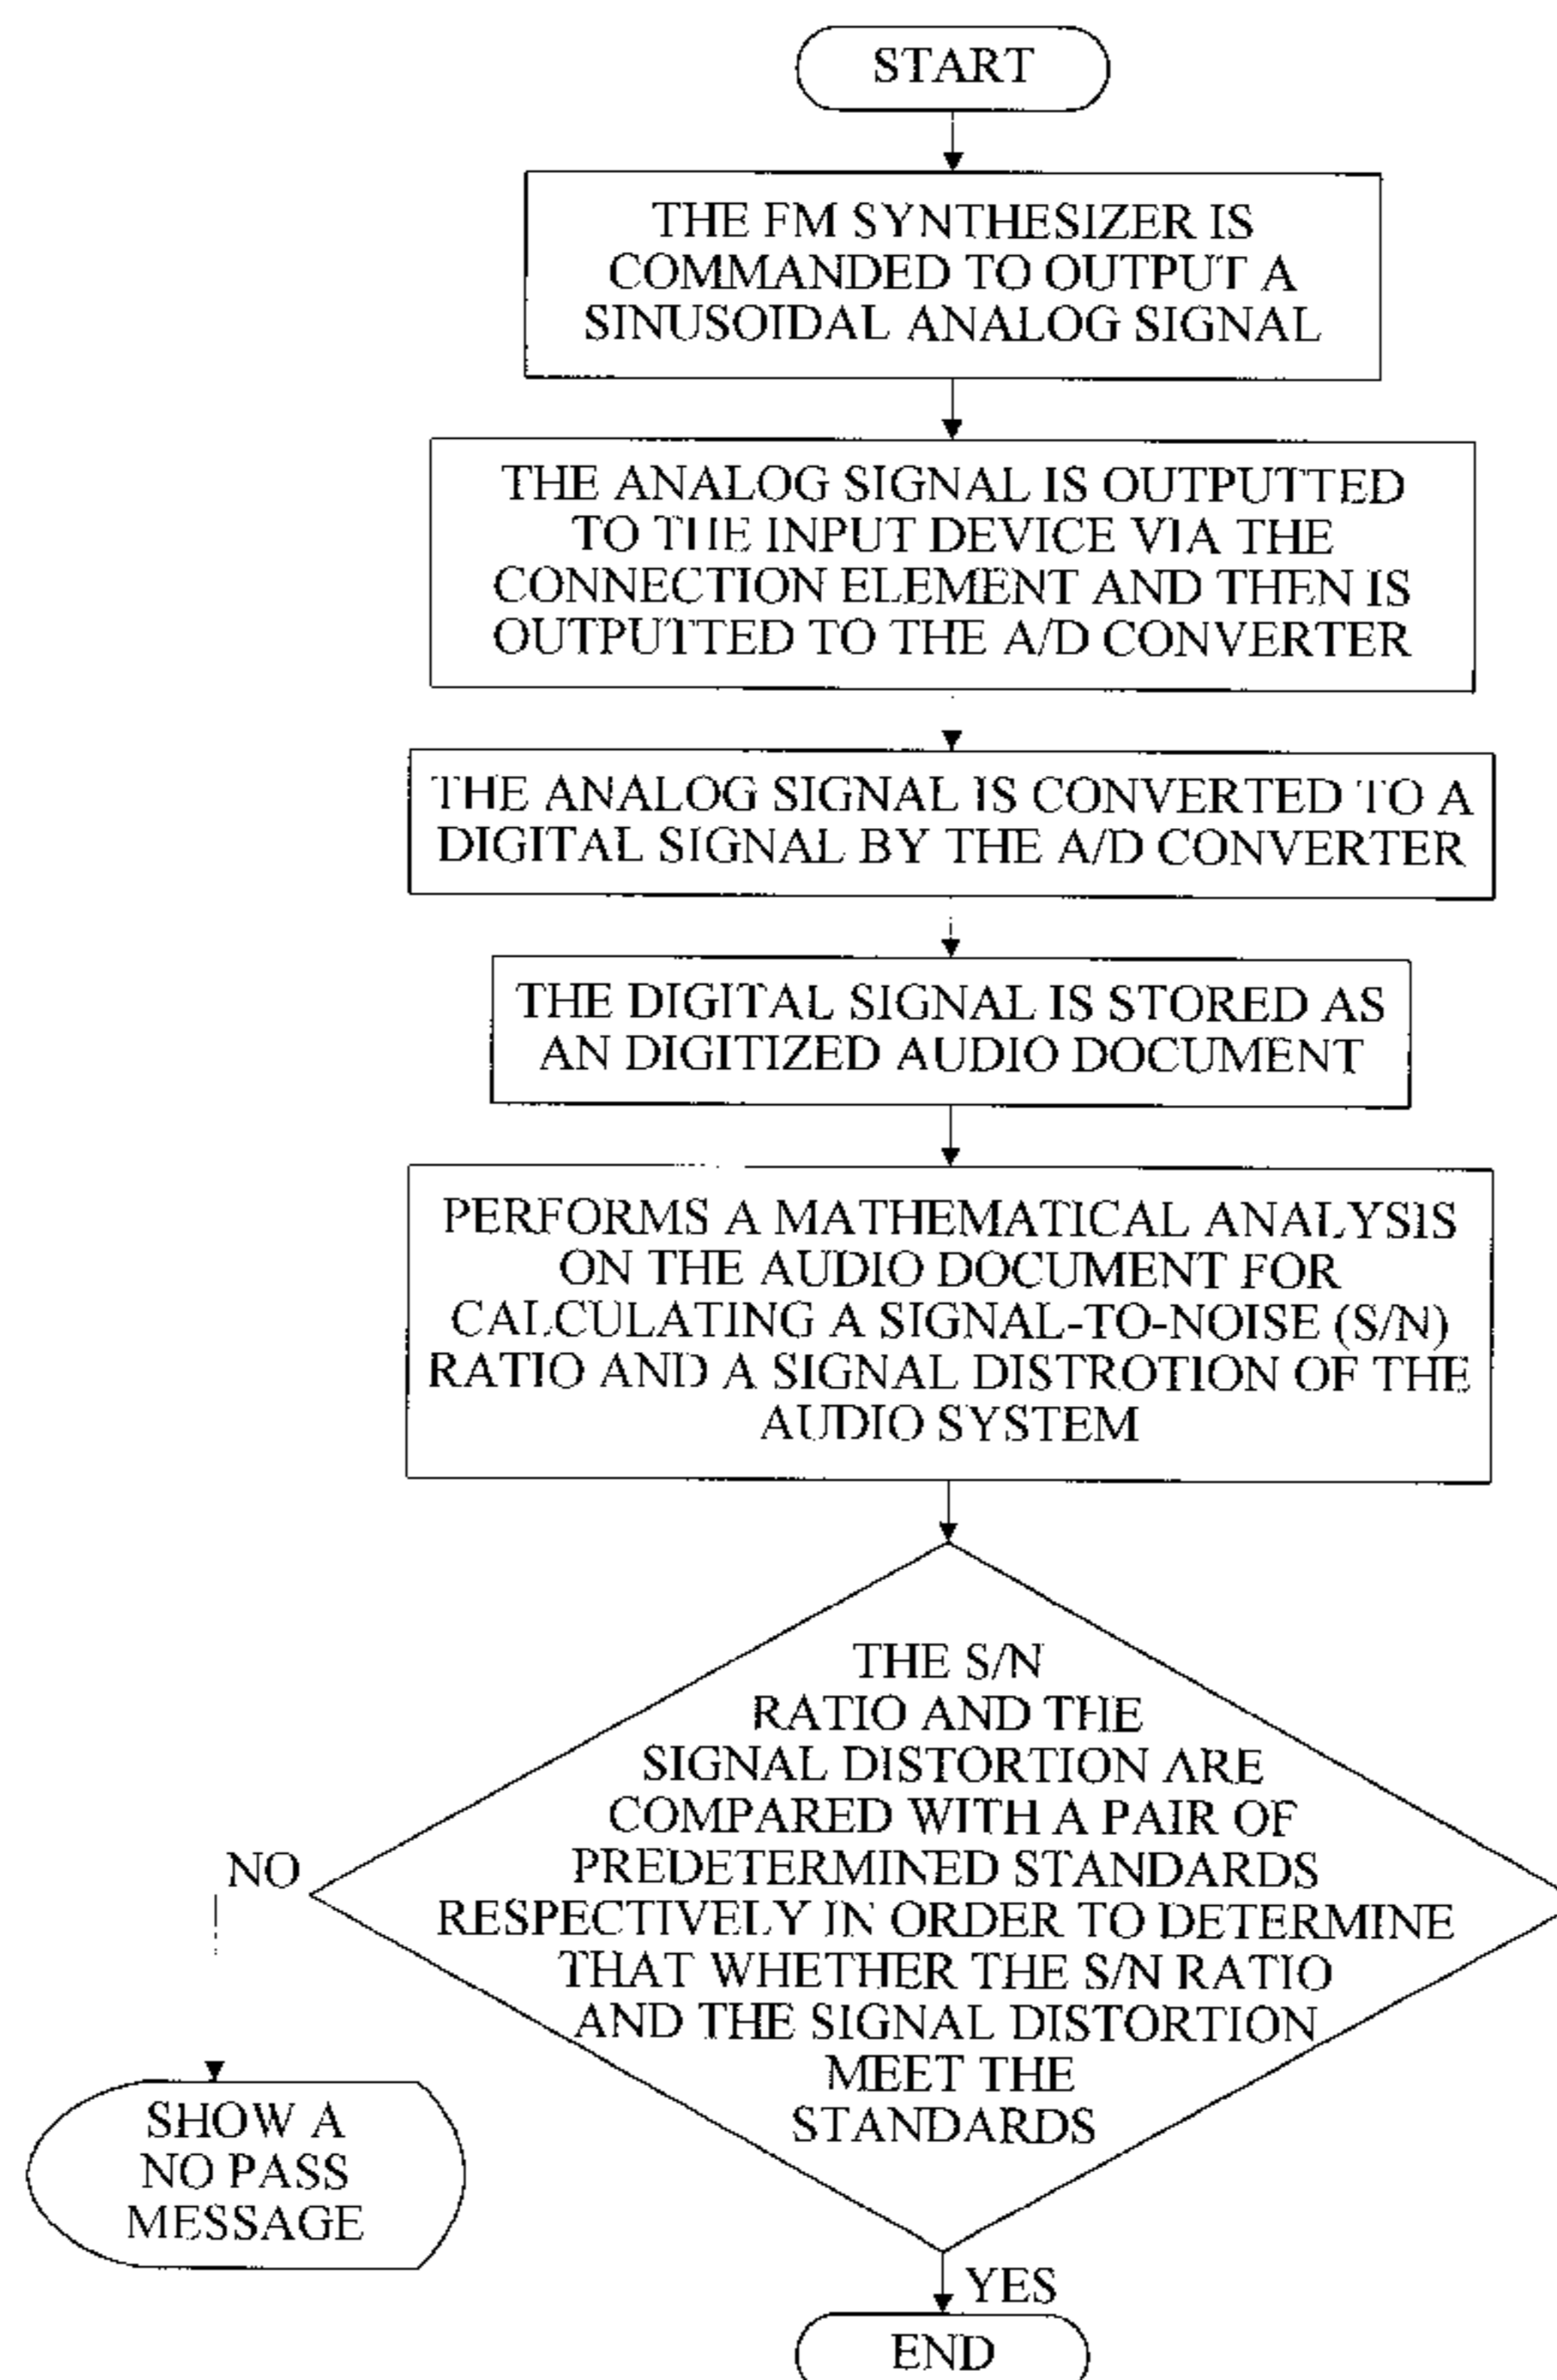 START
THE FM SYNTHESIZER IS
COMMANDED TO OUTPUT A
SINUSOIDAL ANALOG SIGNAL
THE ANALOG SIGNAL IS OUTPUTTED
TO THE INPUT DEVICE VIA THE
CONNECTION ELEMENT AND THEN IS
OUTPUTTED TO THE A/D CONVERTER
THE ANALOG SIGNAL IS CONVERTED TO A
DIGITAL SIGNAL BY THE A/D CONVERTER
THE DIGITAL SIGNAL IS STORED AS
AN DIGITIZED AUDIO DOCUMENT
PERFORMS A MATHEMATICAL ANALYSIS
ON THE AUDIO DOCUMENT FOR
CALCULATING A SIGNAL-TO-NOISE (S/N)
RATIO AND A SIGNAL DISTROTION OF THE
AUDIO SYSTEM
THE S/N
RATIO AND THE
SIGNAL DISTORTION ARE
COMPARED WITH A PAIR OF
PREDETERMINED STANDARDS
RESPECTIVELY IN ORDER TO DETERMINE
THAT WHETHER THE S/N RATIO
AND THE SIGNAL DISTORTION
MEET THE
STANDARDS
NO
SHOW A
NO PASS
MESSAGE
YES
END